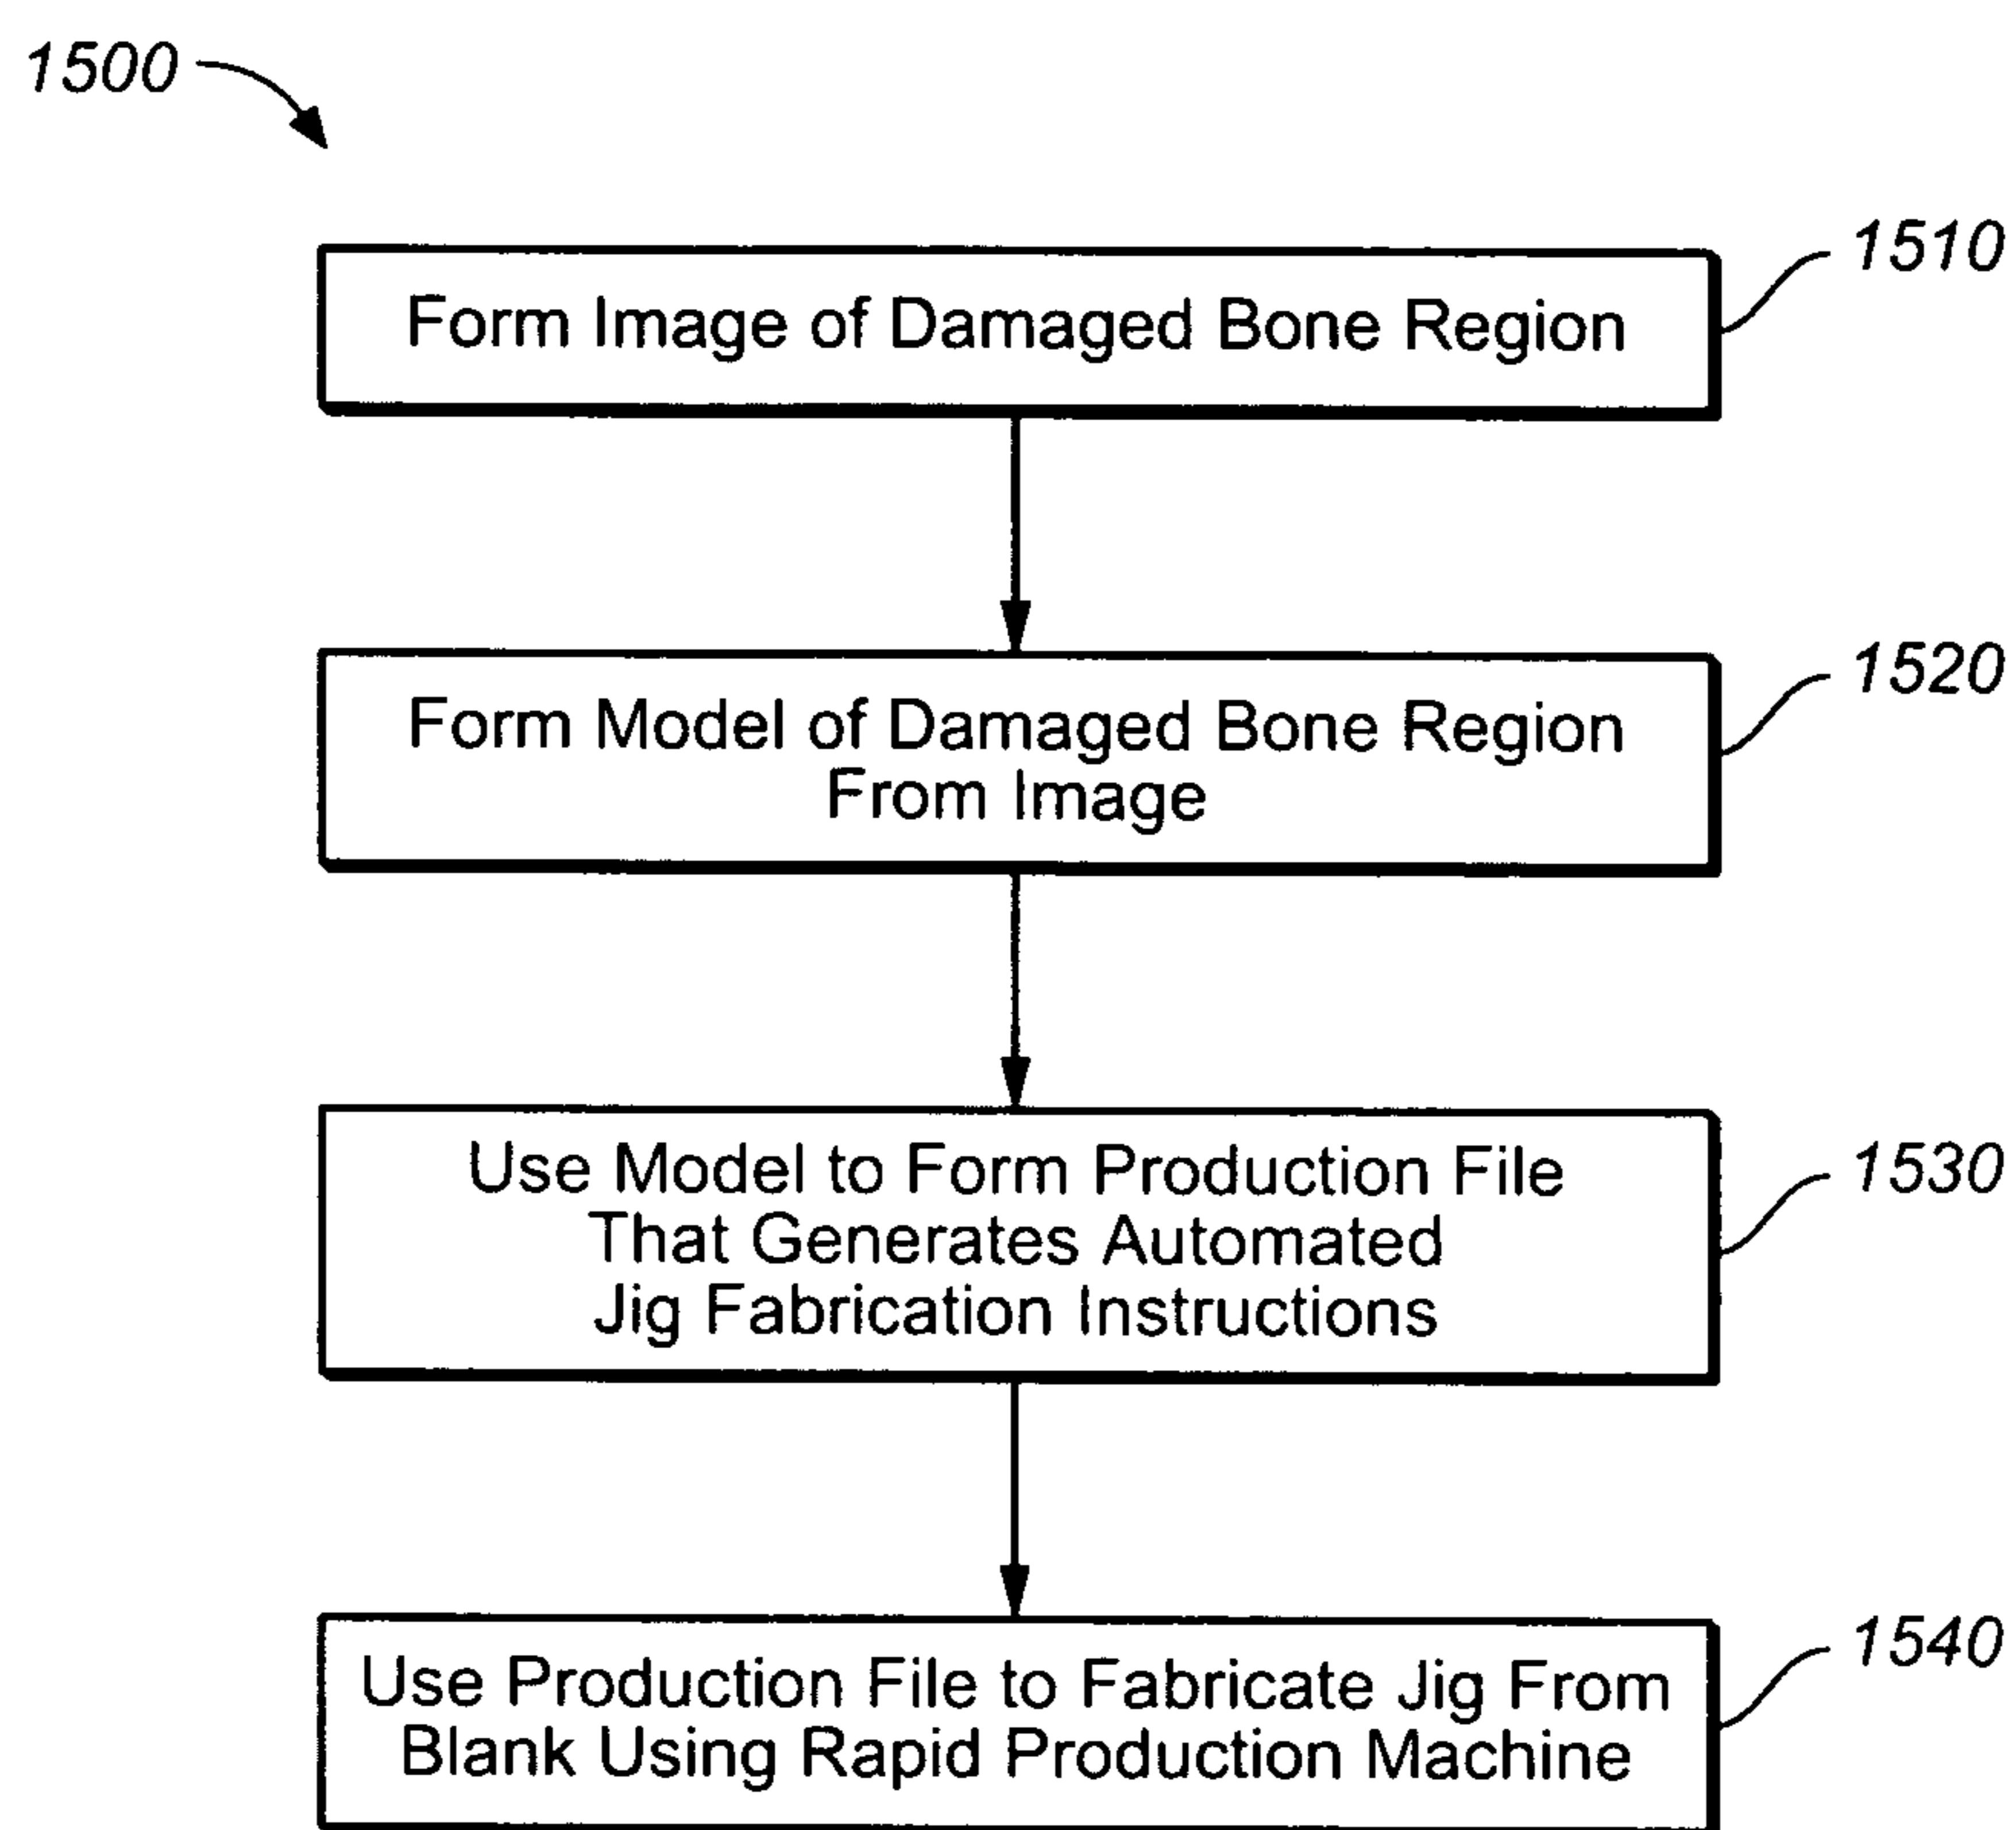 1500
1510
Form Image of Damaged Bone Region
1520
Form Model of Damaged Bone Region
From Image
1530
Use Model to Form Production File
That Generates Automated
Jig Fabrication Instructions
1540
Use Production File to Fabricate Jig From
Blank Using Rapid Production Machine